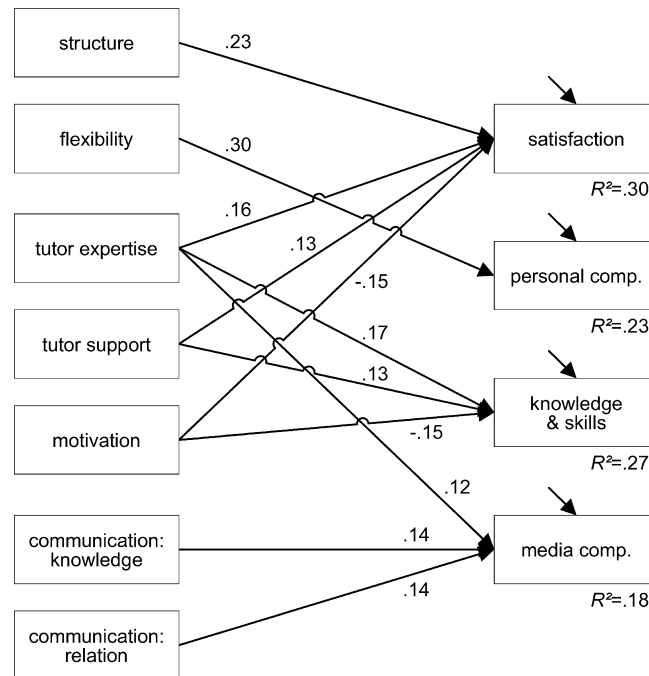 structure
.23
flexibility
.30
satisfaction
R²=.30
tutor expertise
.16
.13
-.15
personal comp.
R²=.23
tutor support
.17
.13
knowledge
& skills
R²=.27
motivation
-.15
.12
communication:
knowledge
.14
media comp.
R²=.18
.14
communication:
relation